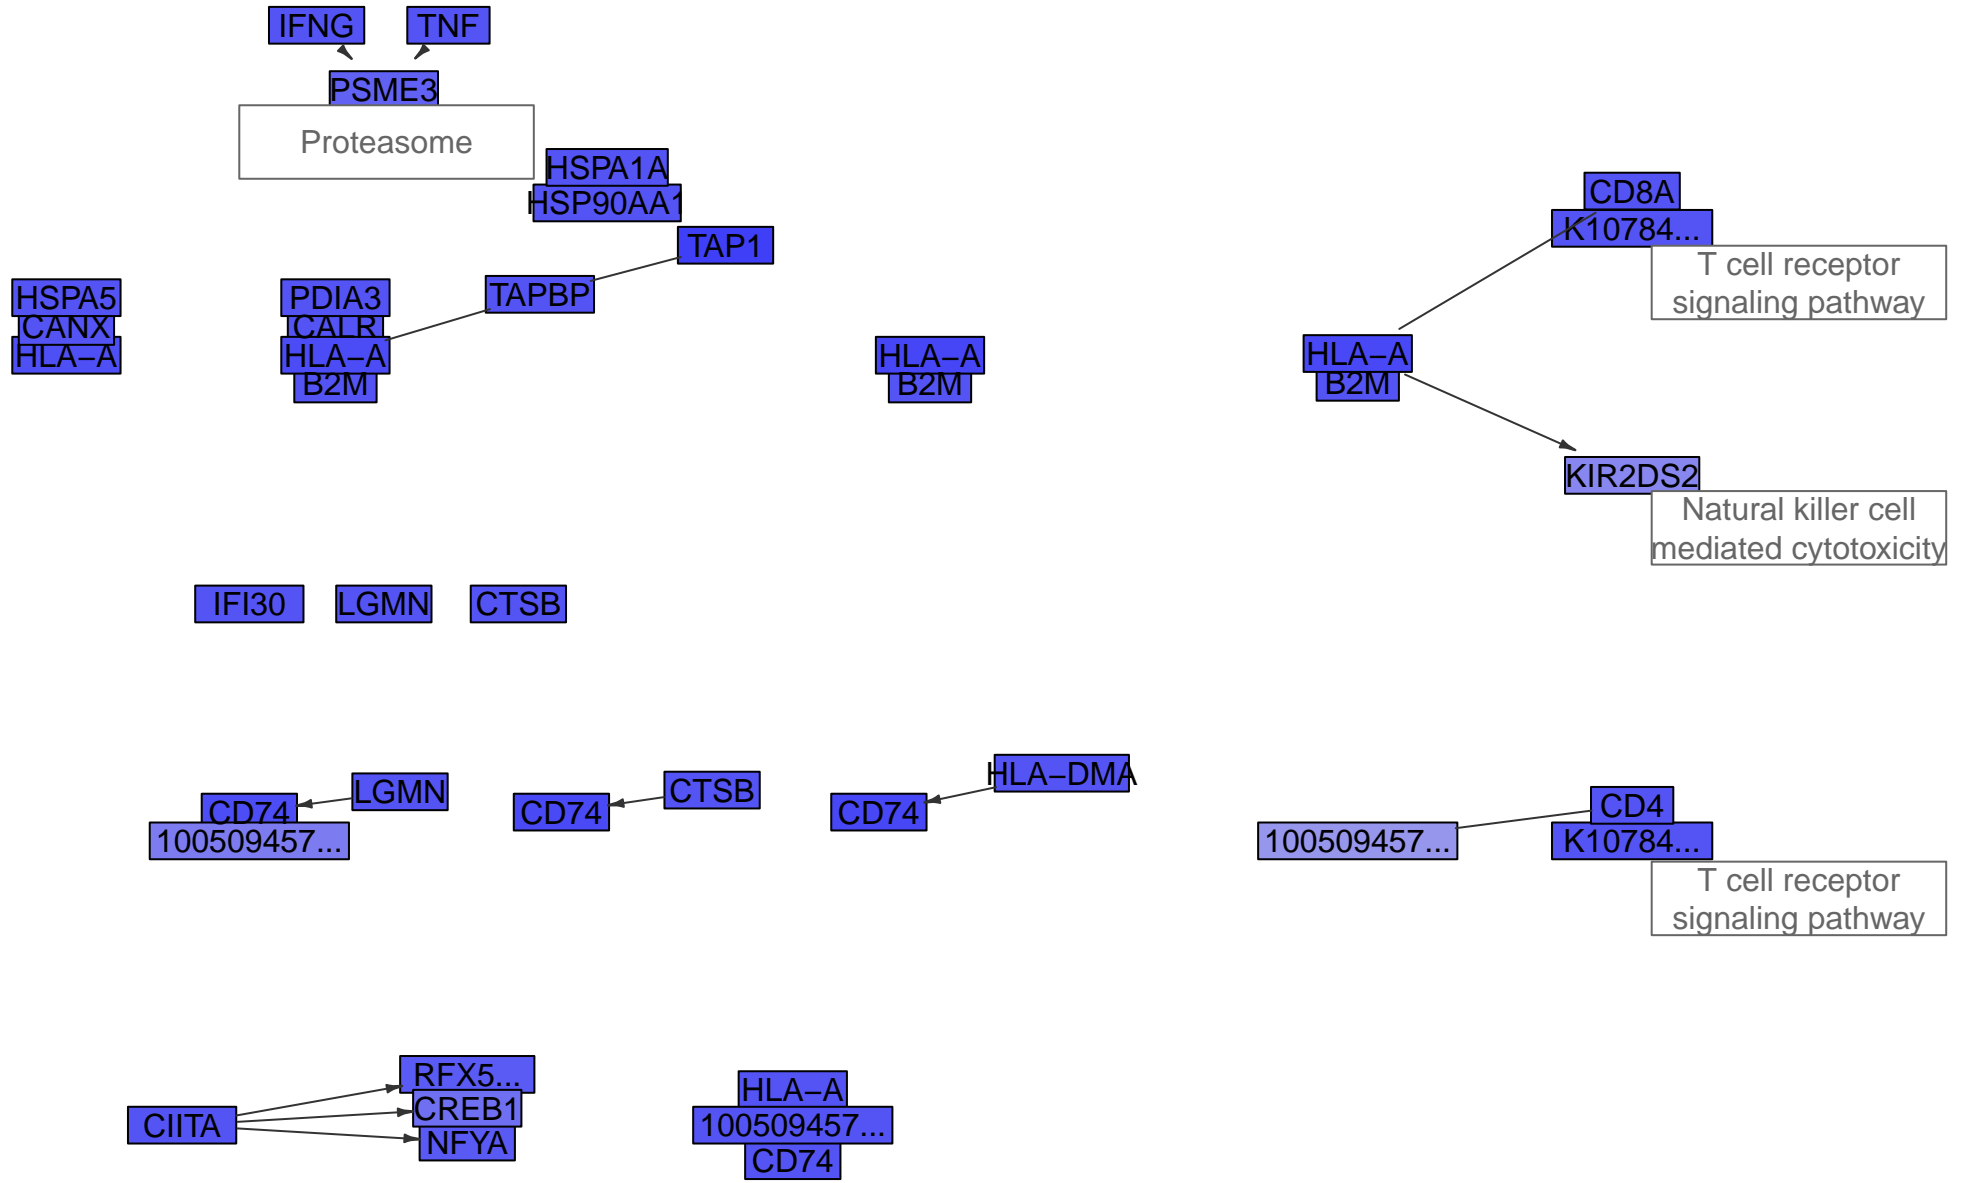 IFNG
TNF
PSME3
Proteasome
HSPA1A
HSP90AA1
CD8A
K10784...
TAP1
T cell receptor
signaling pathway
HSPA5
PDIA3
TAPBP
CANX
CALR
HLA−A
HLA−A
HLA−A
HLA−A
B2M
B2M
B2M
KIR2DS2
Natural killer cell
mediated cytotoxicity
IFI30
LGMN
CTSB
HLA−DMA
LGMN
CTSB
CD74
CD74
CD74
CD4
100509457...
100509457...
K10784...
T cell receptor
signaling pathway
RFX5...
HLA−A
CREB1
CIITA
100509457...
NFYA
CD74